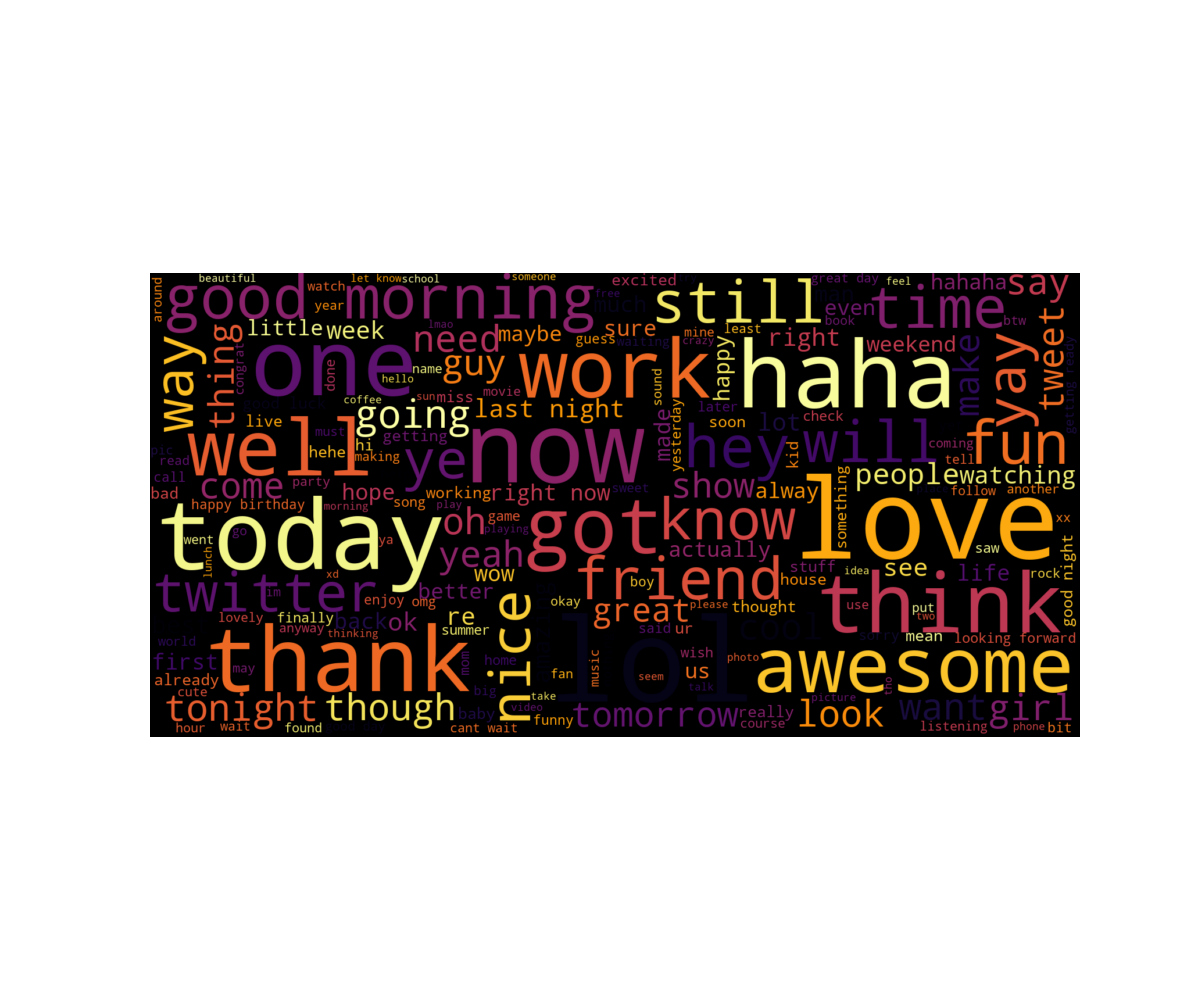 beautiful
let know
school
someone
great day
feel
hahaha
say
around
good morning
watch
year
excited
free
much
still
even
time
book
btw
little
week
lmao
need
maybe
sure
guess
waiting
mine
least
crazy
right
weekend
way
thing
congrat
one
done
name
hello
guy
work
sound
happy
haha
make
yay
tweet
getting ready
coffee
sun
miss
movie
going
last night
made
yesterday
later
soon
lot
check
live
well
must
hi
getting
hehe
making
ye
now
hey
kid
will
coming
tell
fun
pic
read
call
bad
come
party
hope
working
right now
sweet
show
alway
something
people
watching
follow
another
happy birthday
morning
song
play
playing
game
today
go
went
lunch
ya
oh
yeah
got
know
actually
love
xx
saw
good night
twitter
im
xd
enjoy
omg
better
wow
friend
boy
stuff
house
idea
see
life
rock
okay
great
please
thought
think
use
put
two
lovely
finally
back
ok
re
summer
nice
said
ur
sorry
mean
looking forward
anyway
thinking
world
first
may
already
cute
thank
mom
home
big
fan
lol
music
wish
seem
us
talk
photo
awesome
tho
tonight
though
baby
take
video
funny
tomorrow
really
course
picture
look
want
girl
hour
wait
found
cant wait
listening
phone
bit